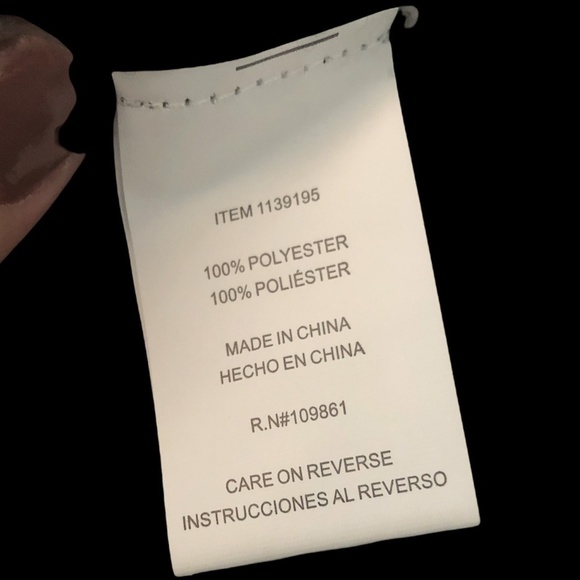 ITEM 1139195
100% POLYESTER
100% POLIÉSTER
MADE IN CHINA
HECHO EN CHINA
R.N#109861
CARE ON REVERSE
INSTRUCCIONES AL REVERSO